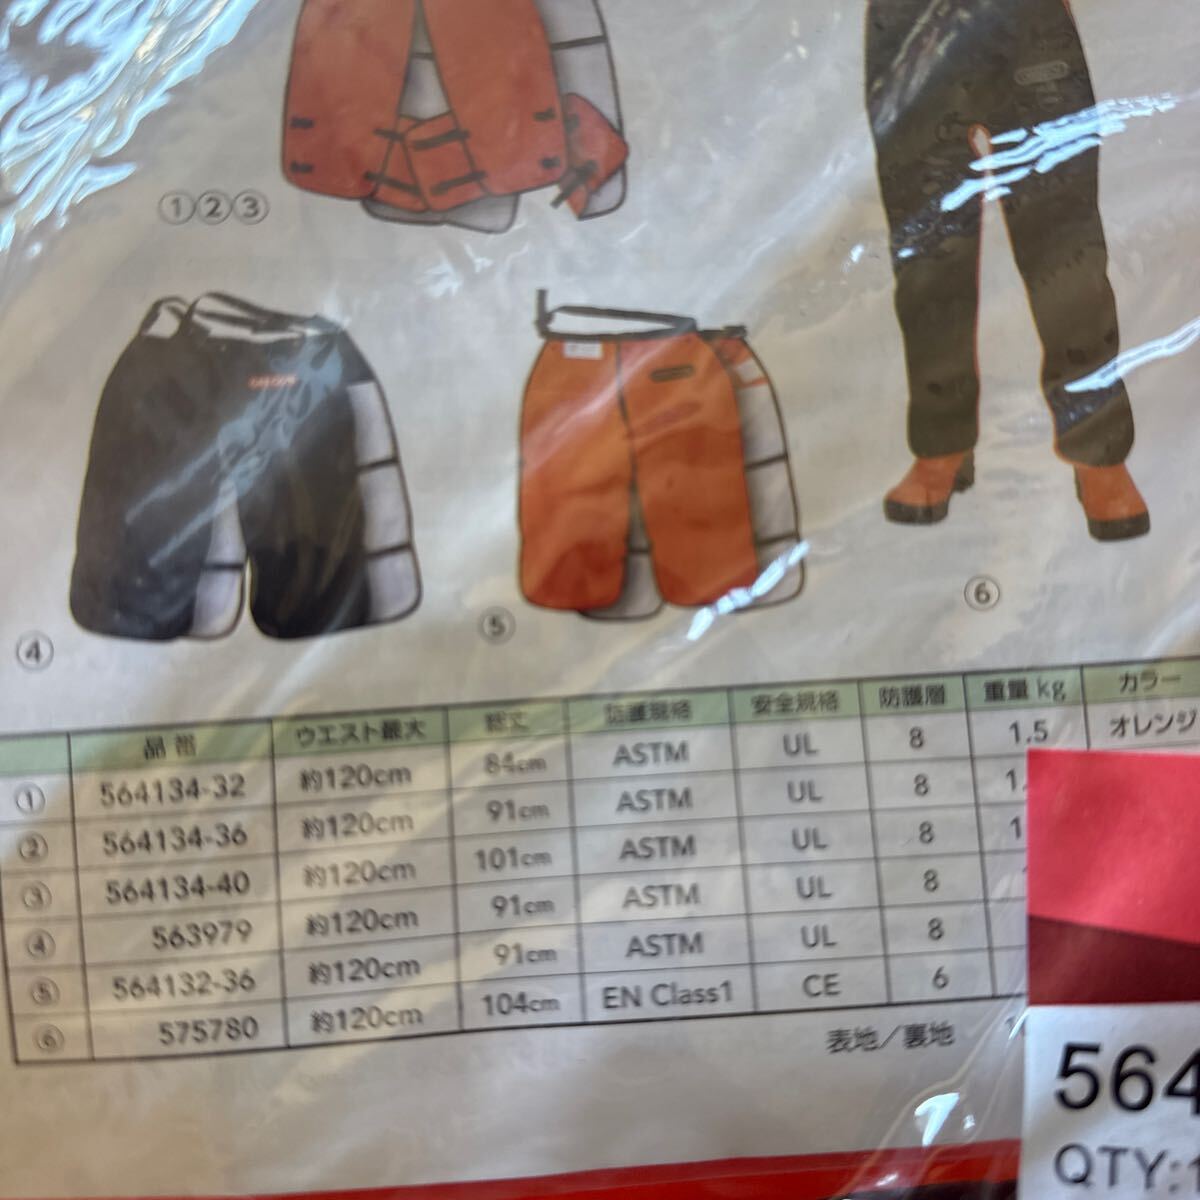 ①②③
④
⑤
⑥
品番 ウエスト最大 総丈 防護規格 安全規格 防護層 重量 kg カラー
① 564134-32 約120cm 84cm ASTM UL 8 1.5 オレンジ
② 564134-36 約120cm 91cm ASTM UL 8
③ 564134-40 約120cm 101cm ASTM UL 8
④ 563979 約120cm 91cm ASTM UL 8
⑤ 564132-36 約120cm 91cm ASTM UL 8
⑥ 575780 約120cm 104cm EN Class1 CE 6
表地／裏地
564
QTY:1